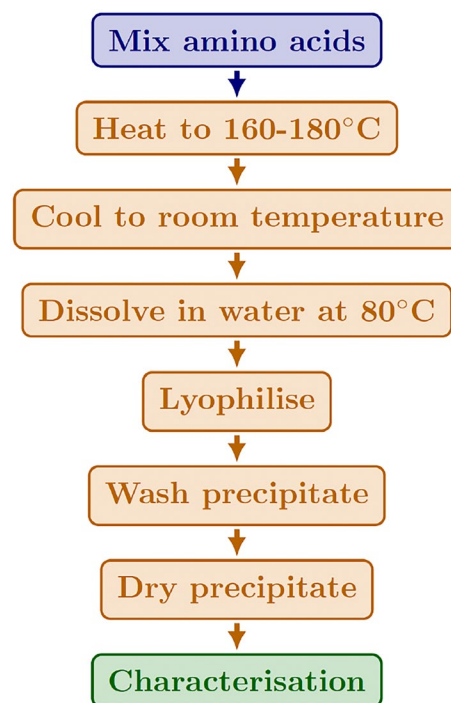 Mix amino acids
Heat to 160-180°C
Cool to room temperature
Dissolve in water at 80°C
Lyophilise
Wash precipitate
Dry precipitate
Characterisation